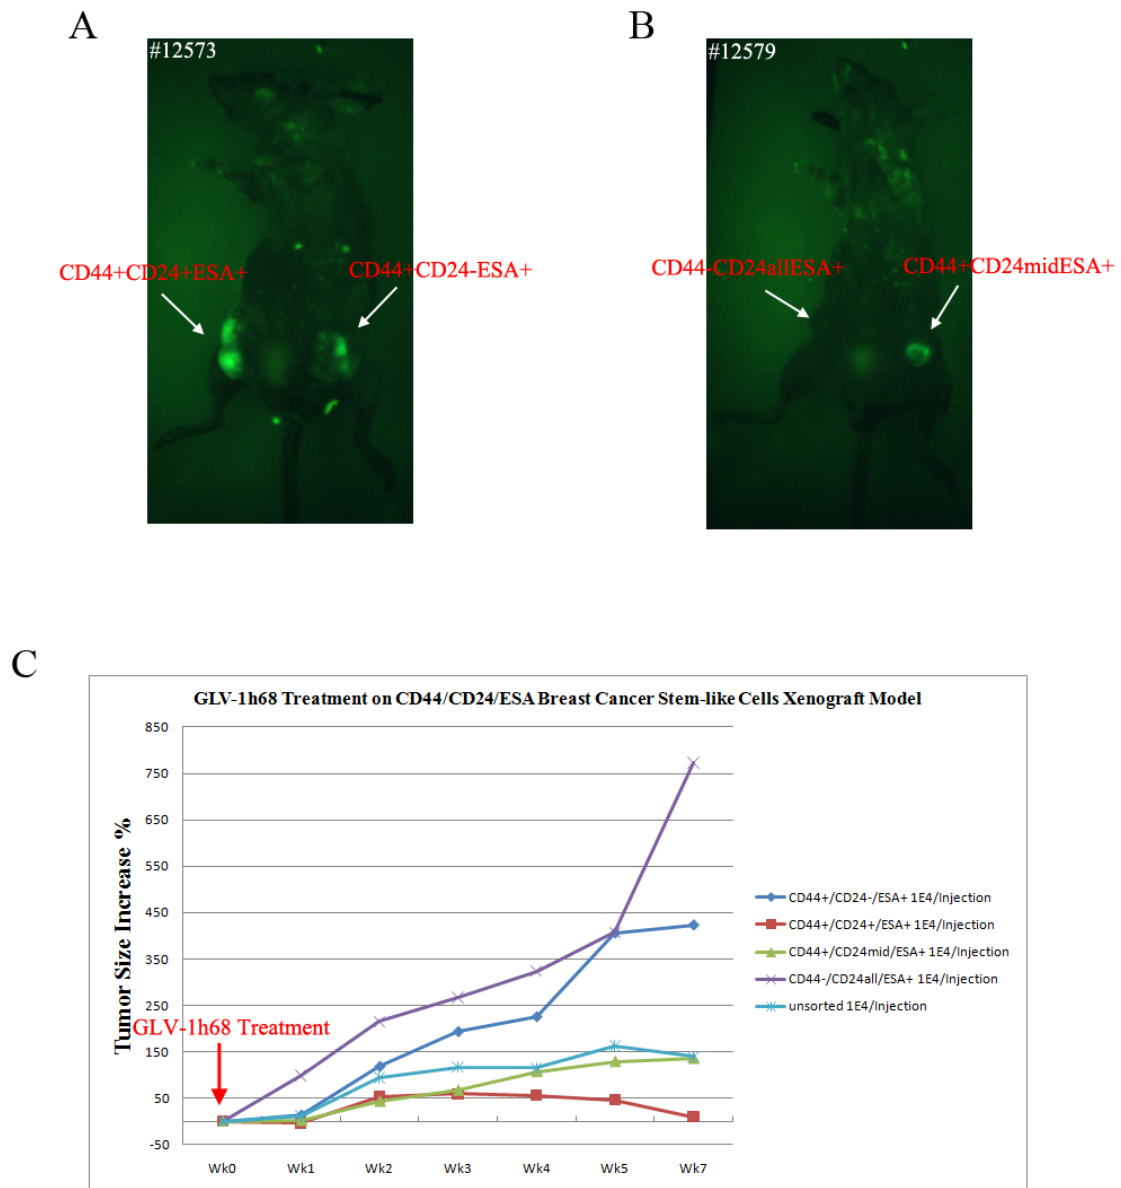 A
B
#12573
#12579
CD44+CD24+ESA+
CD44+CD24-ESA+
CD44-CD24allESA+
CD44+CD24midESA+
C
GLV-1h68 Treatment on CD44/CD24/ESA Breast Cancer Stem-like Cells Xenograft Model
Tumor Size Increase %
850
750
650
550
450
350
250
150
50
-50
GLV-1h68 Treatment
Wk0 Wk1 Wk2 Wk3 Wk4 Wk5 Wk7
CD44+/CD24-/ESA+ 1E4/Injection
CD44+/CD24+/ESA+ 1E4/Injection
CD44+/CD24mid/ESA+ 1E4/Injection
CD44-/CD24all/ESA+ 1E4/Injection
unsorted 1E4/Injection